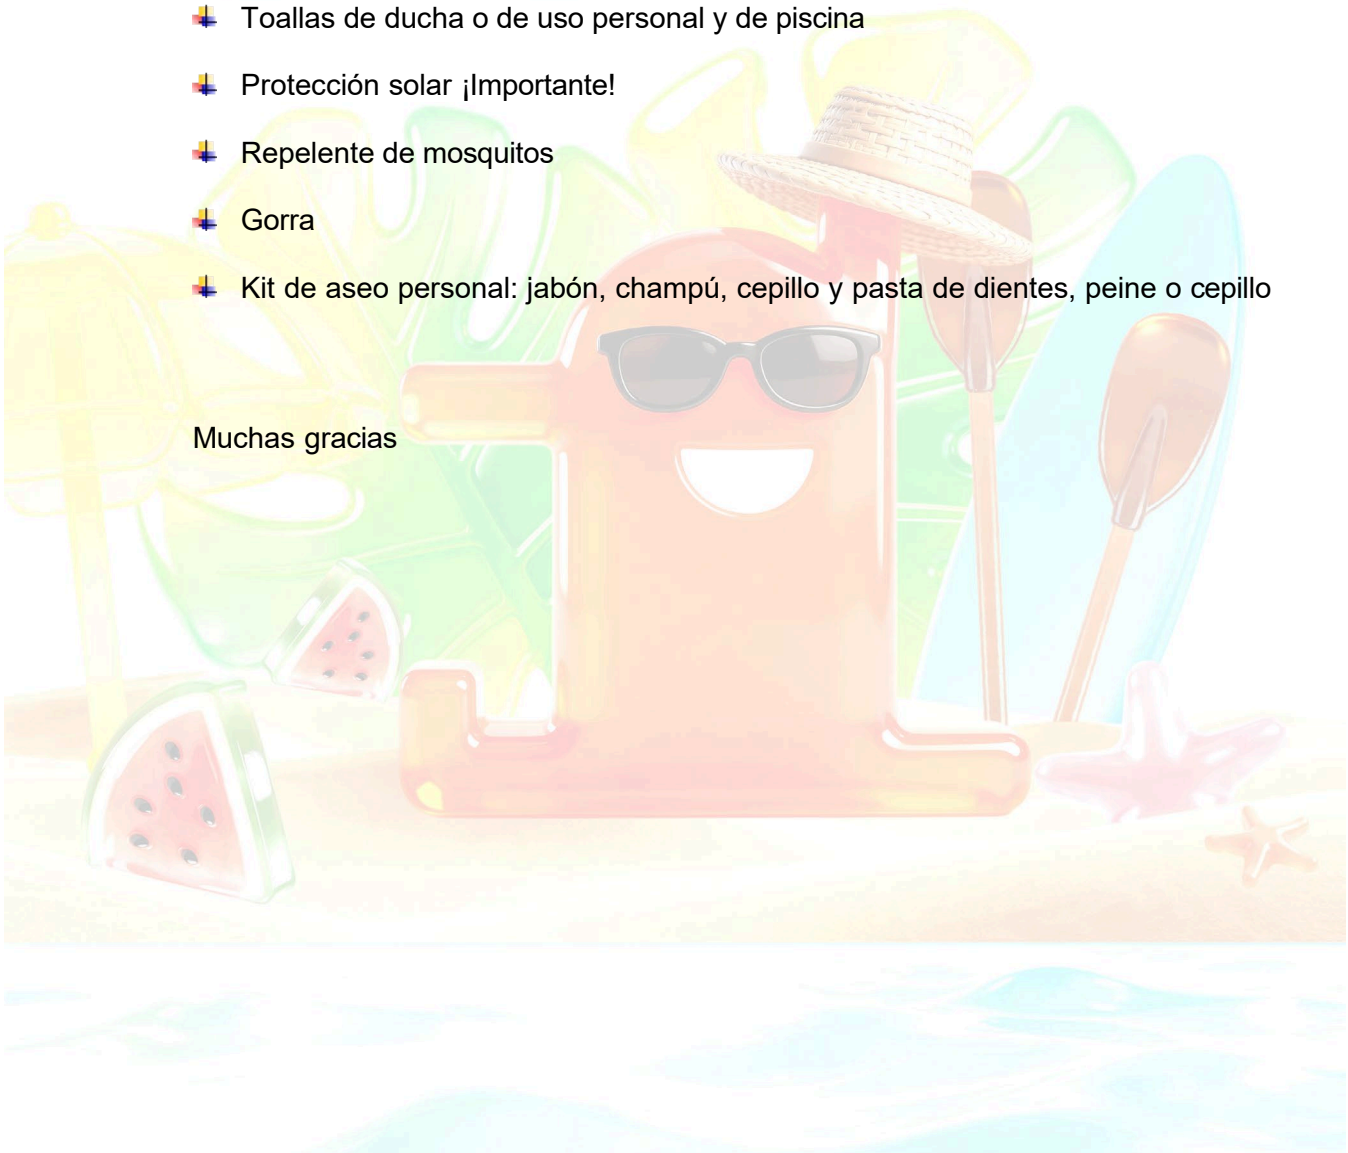 Toallas de ducha o de uso personal y de piscina
Protección solar ¡Importante!
Repelente de mosquitos
Gorra
Kit de aseo personal: jabón, champú, cepillo y pasta de dientes, peine o cepillo
Muchas gracias